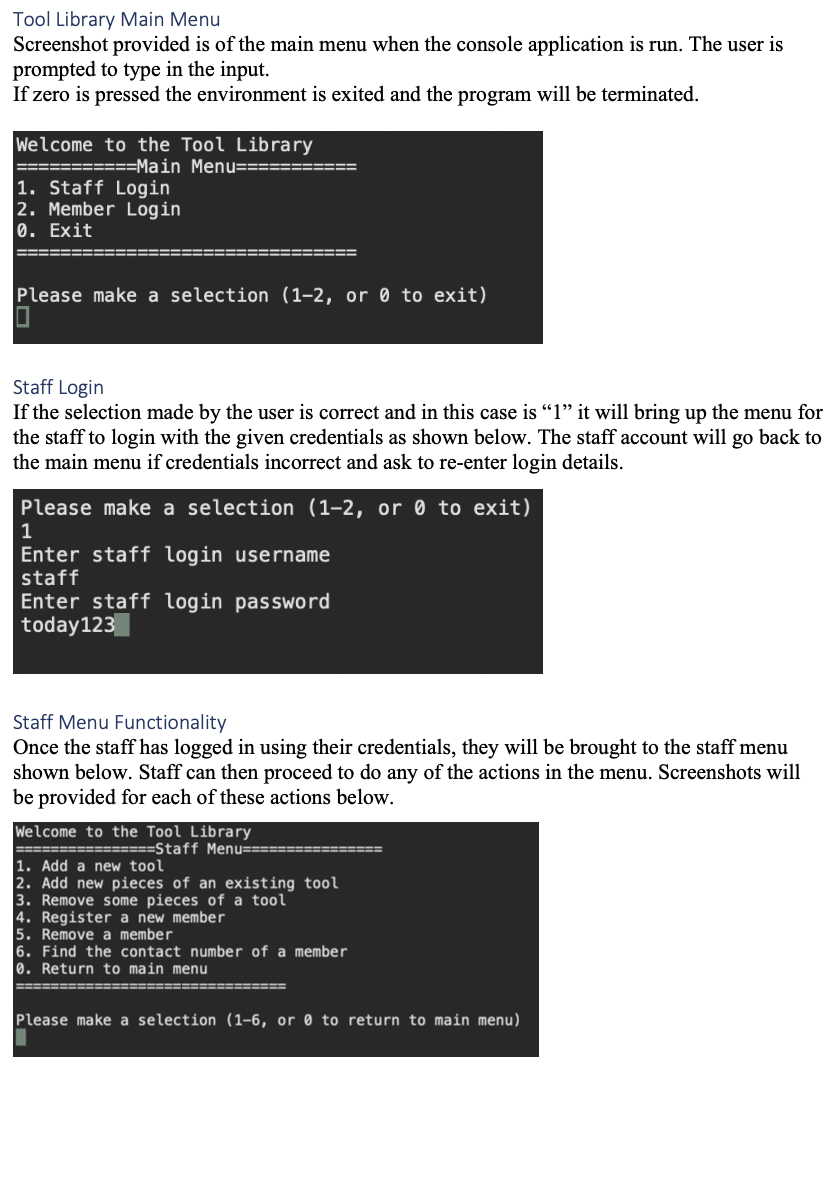 Tool Library Main Menu
Screenshot provided is of the main menu when the console application is run. The user is
prompted to type in the input.
If zero is pressed the environment is exited and the program will be terminated.
Welcome to the Tool Library
===========Main Menu===========
1. Staff Login
2. Member Login
0. Exit
===============================
Please make a selection (1-2, or 0 to exit)
Staff Login
If the selection made by the user is correct and in this case is “1” it will bring up the menu for
the staff to login with the given credentials as shown below. The staff account will go back to
the main menu if credentials incorrect and ask to re-enter login details.
Please make a selection (1-2, or 0 to exit)
1
Enter staff login username
staff
Enter staff login password
today123
Staff Menu Functionality
Once the staff has logged in using their credentials, they will be brought to the staff menu
shown below. Staff can then proceed to do any of the actions in the menu. Screenshots will
be provided for each of these actions below.
Welcome to the Tool Library
================Staff Menu================
1. Add a new tool
2. Add new pieces of an existing tool
3. Remove some pieces of a tool
4. Register a new member
5. Remove a member
6. Find the contact number of a member
0. Return to main menu
===============================
Please make a selection (1-6, or 0 to return to main menu)